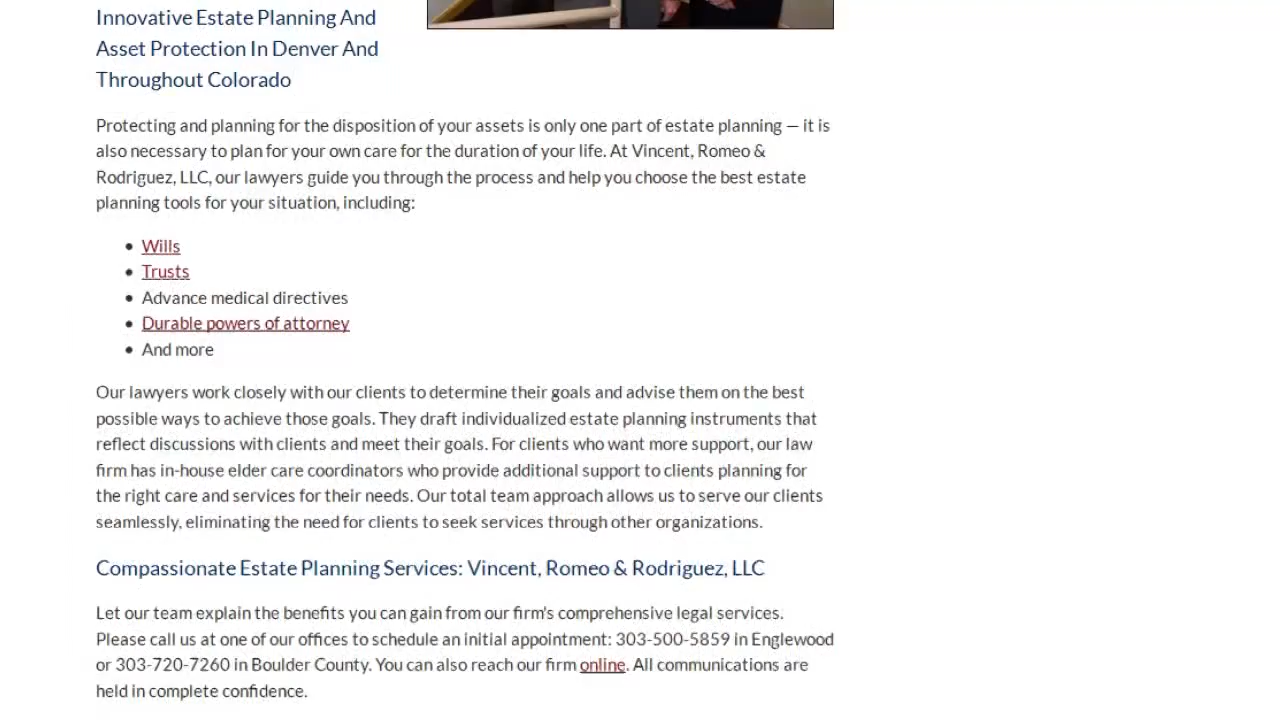 Innovative Estate Planning And
Asset Protection In Denver And
Throughout Colorado
Protecting and planning for the disposition of your assets is only one part of estate planning — it is
also necessary to plan for your own care for the duration of your life. At Vincent, Romeo &
Rodriguez, LLC, our lawyers guide you through the process and help you choose the best estate
planning tools for your situation, including:
• Wills
• Trusts
• Advance medical directives
• Durable powers of attorney
• And more
Our lawyers work closely with our clients to determine their goals and advise them on the best
possible ways to achieve those goals. They draft individualized estate planning instruments that
reflect discussions with clients and meet their goals. For clients who want more support, our law
firm has in-house elder care coordinators who provide additional support to clients planning for
the right care and services for their needs. Our total team approach allows us to serve our clients
seamlessly, eliminating the need for clients to seek services through other organizations.
Compassionate Estate Planning Services: Vincent, Romeo & Rodriguez, LLC
Let our team explain the benefits you can gain from our firm's comprehensive legal services.
Please call us at one of our offices to schedule an initial appointment: 303-500-5859 in Englewood
or 303-720-7260 in Boulder County. You can also reach our firm online. All communications are
held in complete confidence.